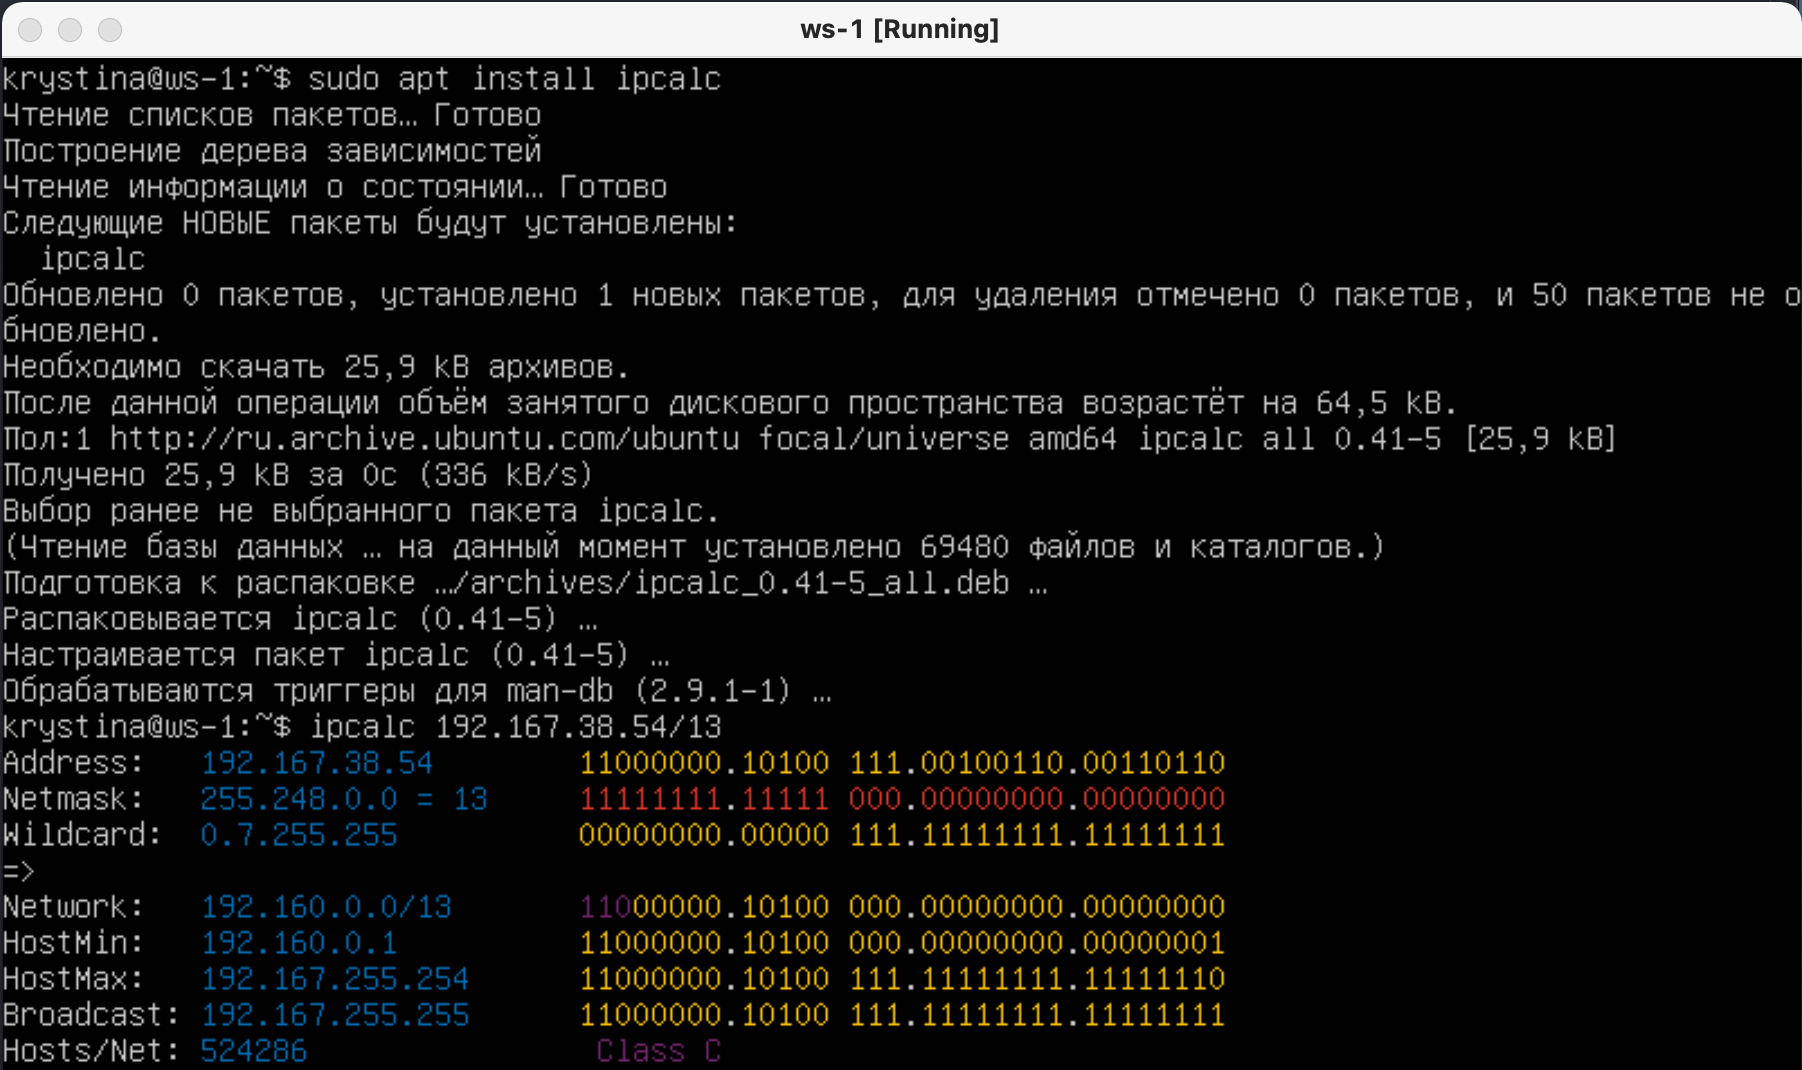 ws-1 [Running]
krystina@ws-1:~$ sudo apt install ipcalc
Чтение списков пакетов… Готово
Построение дерева зависимостей
Чтение информации о состоянии… Готово
Следующие НОВЫЕ пакеты будут установлены:
  ipcalc
Обновлено 0 пакетов, установлено 1 новых пакетов, для удаления отмечено 0 пакетов, и 50 пакетов не о
бновлено.
Необходимо скачать 25,9 kB архивов.
После данной операции объём занятого дискового пространства возрастёт на 64,5 kB.
Пол:1 http://ru.archive.ubuntu.com/ubuntu focal/universe amd64 ipcalc all 0.41-5 [25,9 kB]
Получено 25,9 kB за 0с (336 kB/s)
Выбор ранее не выбранного пакета ipcalc.
(Чтение базы данных … на данный момент установлено 69480 файлов и каталогов.)
Подготовка к распаковке …/archives/ipcalc_0.41-5_all.deb …
Распаковывается ipcalc (0.41-5) …
Настраивается пакет ipcalc (0.41-5) …
Обрабатываются триггеры для man-db (2.9.1-1) …
krystina@ws-1:~$ ipcalc 192.167.38.54/13
Address:   192.167.38.54        11000000.10100 111.00100110.00110110
Netmask:   255.248.0.0 = 13     11111111.11111 000.00000000.00000000
Wildcard:  0.7.255.255          00000000.00000 111.11111111.11111111
=>
Network:   192.160.0.0/13       11000000.10100 000.00000000.00000000
HostMin:   192.160.0.1          11000000.10100 000.00000000.00000001
HostMax:   192.167.255.254      11000000.10100 111.11111111.11111110
Broadcast: 192.167.255.255      11000000.10100 111.11111111.11111111
Hosts/Net: 524286                Class C